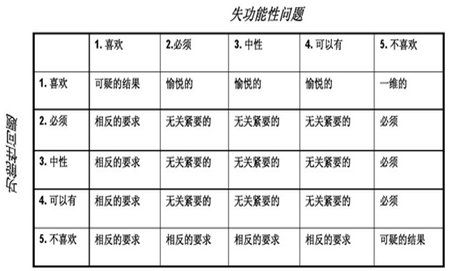 失功能性问题
1. 喜欢 2.必须 3. 中性 4. 可以有 5. 不喜欢
1. 喜欢 可疑的结果 愉悦的 愉悦的 愉悦的 一维的
2. 必须 相反的要求 无关紧要的 无关紧要的 无关紧要的 必须
3. 中性 相反的要求 无关紧要的 无关紧要的 无关紧要的 必须
4. 可以有 相反的要求 无关紧要的 无关紧要的 无关紧要的 必须
5. 不喜欢 相反的要求 相反的要求 相反的要求 相反的要求 可疑的结果
功能性问题